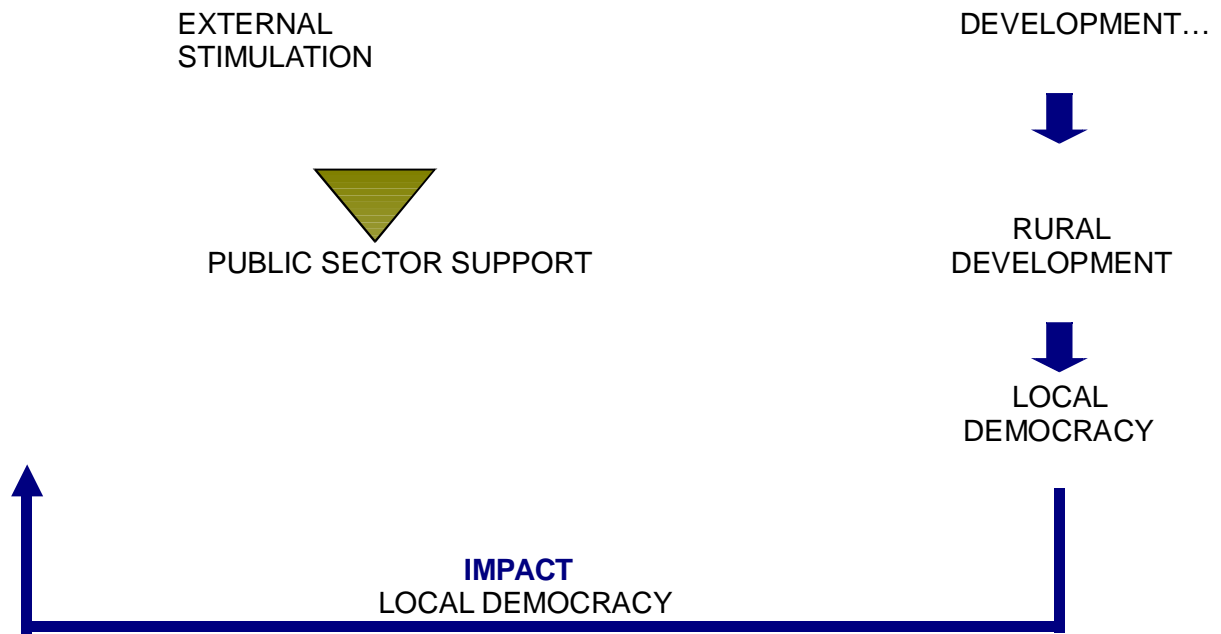 EXTERNAL
STIMULATION
DEVELOPMENT…
PUBLIC SECTOR SUPPORT
RURAL
DEVELOPMENT
LOCAL
DEMOCRACY
IMPACT
LOCAL DEMOCRACY